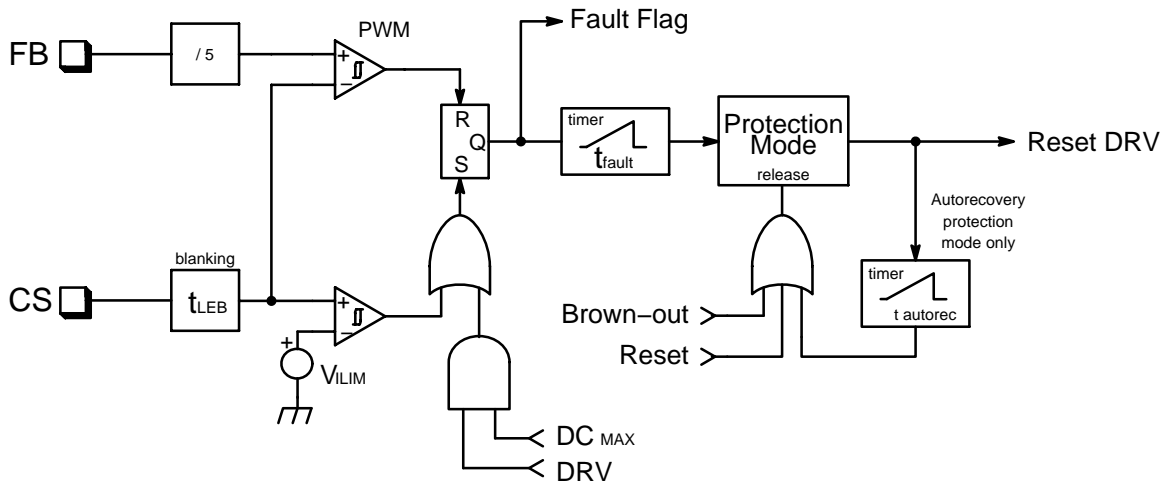 Fault Flag
FB
/ 5
PWM
+
−
R
Q
S
timer
tfault
Protection
Mode
release
Reset DRV
Autorecovery
protection
mode only
blanking
CS
tLEB
+
−
+
VILIM
timer
t autorec
Brown−out
Reset
DC MAX
DRV